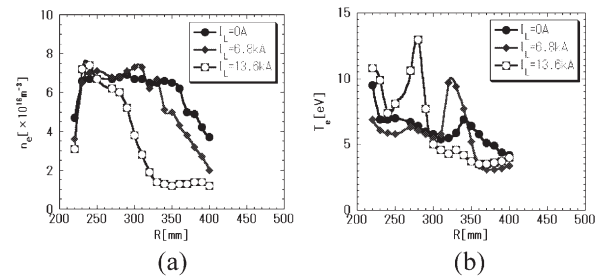 (a)
10
8
6
4
2
0
200
250
300
350
400
450
500
R[mm]
n_e[×10^16m^-3]
I_L=0A
I_L=6.8kA
I_L=13.6kA
(b)
15
10
5
0
200
250
300
350
400
450
500
R[mm]
T_e[eV]
I_L=0A
I_L=6.8kA
I_L=13.6kA
(a)
(b)